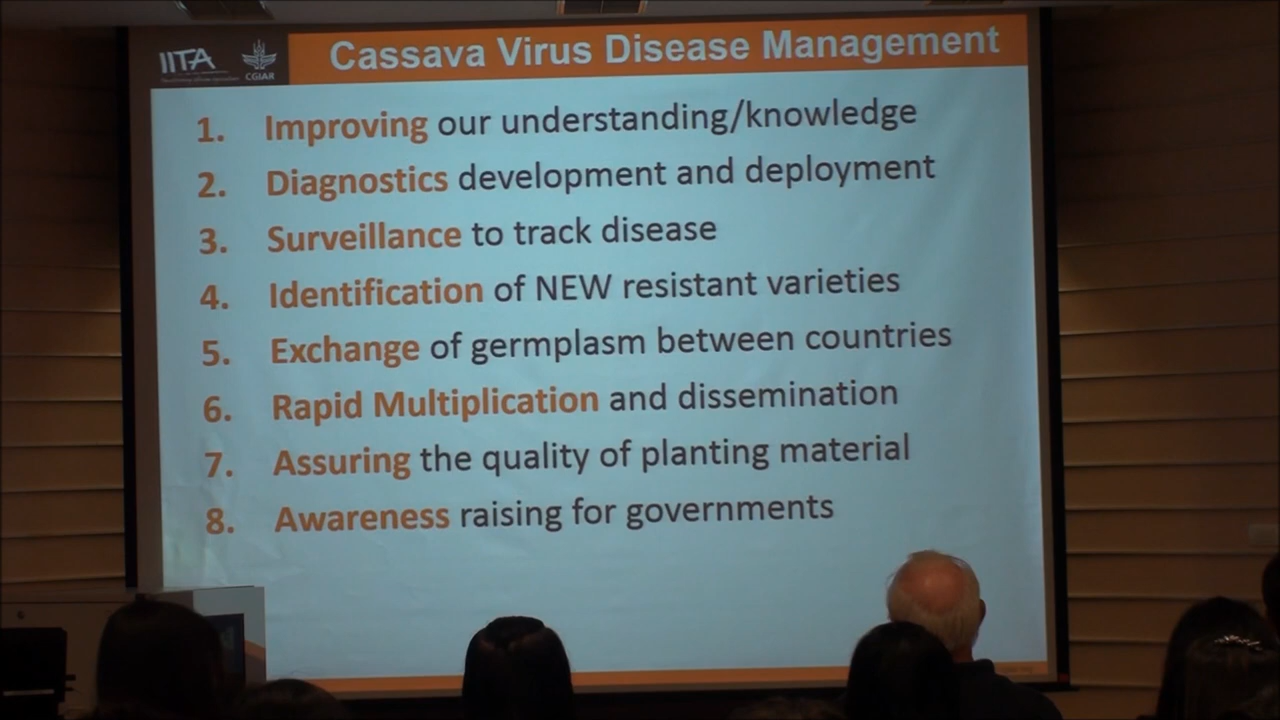 IITA
CGIAR
Cassava Virus Disease Management
1. Improving our understanding/knowledge
2. Diagnostics development and deployment
3. Surveillance to track disease
4. Identification of NEW resistant varieties
5. Exchange of germplasm between countries
6. Rapid Multiplication and dissemination
7. Assuring the quality of planting material
8. Awareness raising for governments